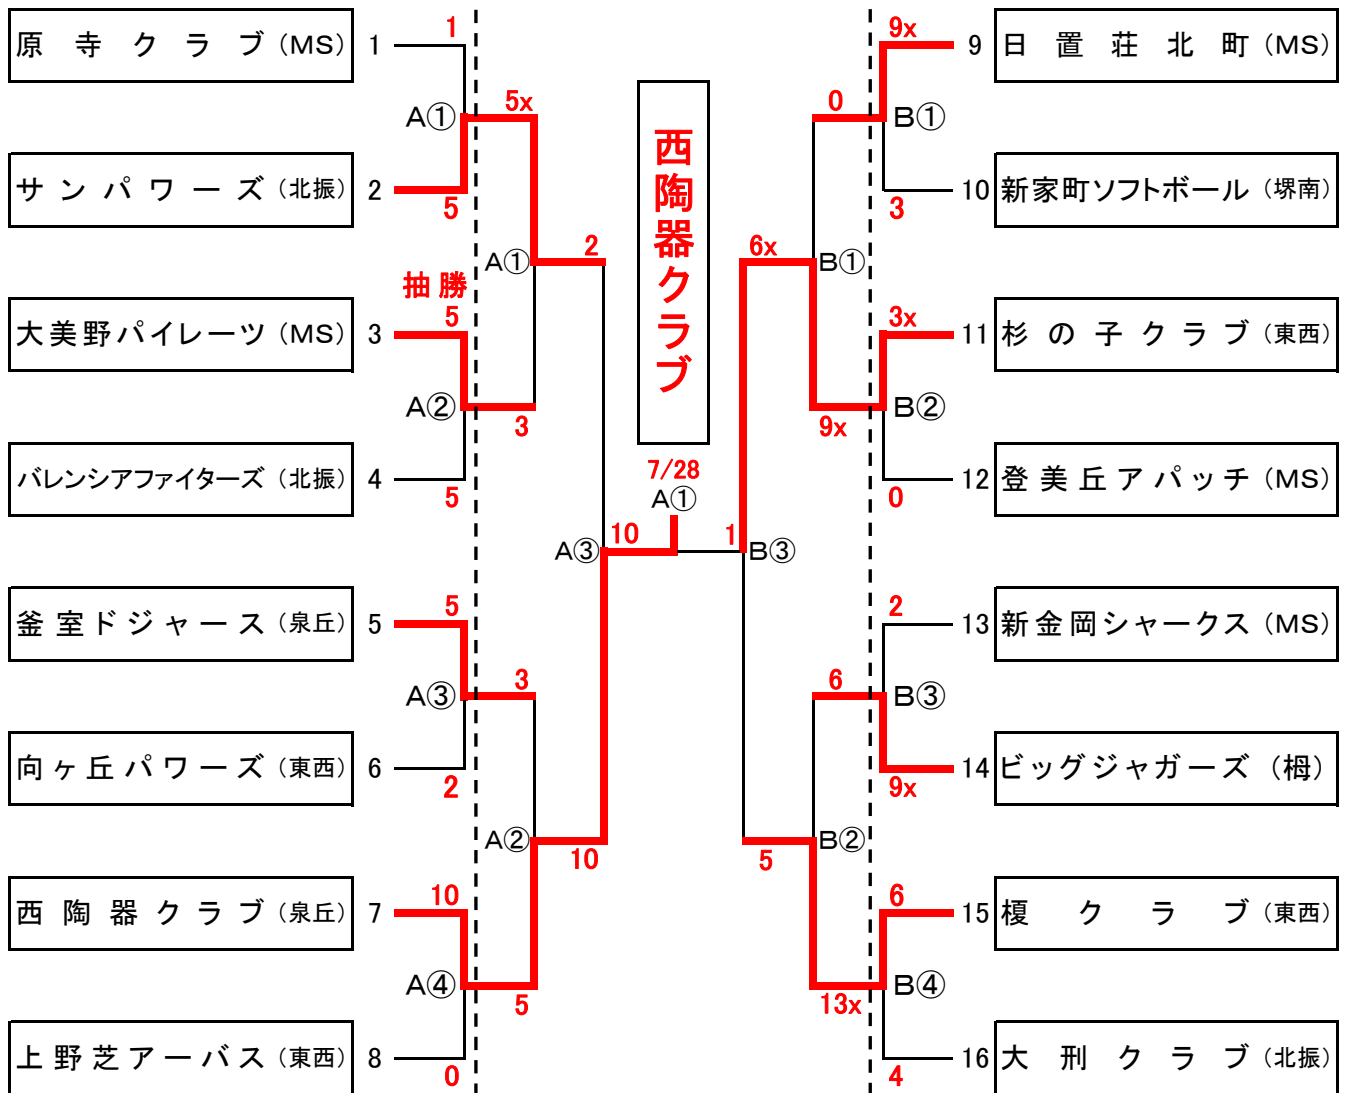 原寺クラブ(MS) 1
1
A①
サンパワーズ(北振) 2
5
5x
A①
抽勝
大美野パイレーツ(MS) 3
5
A②
3
バレンシアファイターズ(北振) 4
5
2
A③
釜室ドジャース(泉丘) 5
5
A③
3
向ヶ丘パワーズ(東西) 6
2
A②
10
西陶器クラブ(泉丘) 7
10
A④
5
上野芝アーバス(東西) 8
0
西陶器クラブ
7/28
A①
10
1
9x
9 日置荘北町(MS)
0
B①
10 新家町ソフトボール(堺南)
3
6x
B①
3x
11 杉の子クラブ(東西)
9x
B②
12 登美丘アパッチ(MS)
0
B③
2
13 新金岡シャークス(MS)
6
B③
14 ビッグジャガーズ(栂)
9x
5
B②
6
15 榎クラブ(東西)
13x
B④
16 大刑クラブ(北振)
4